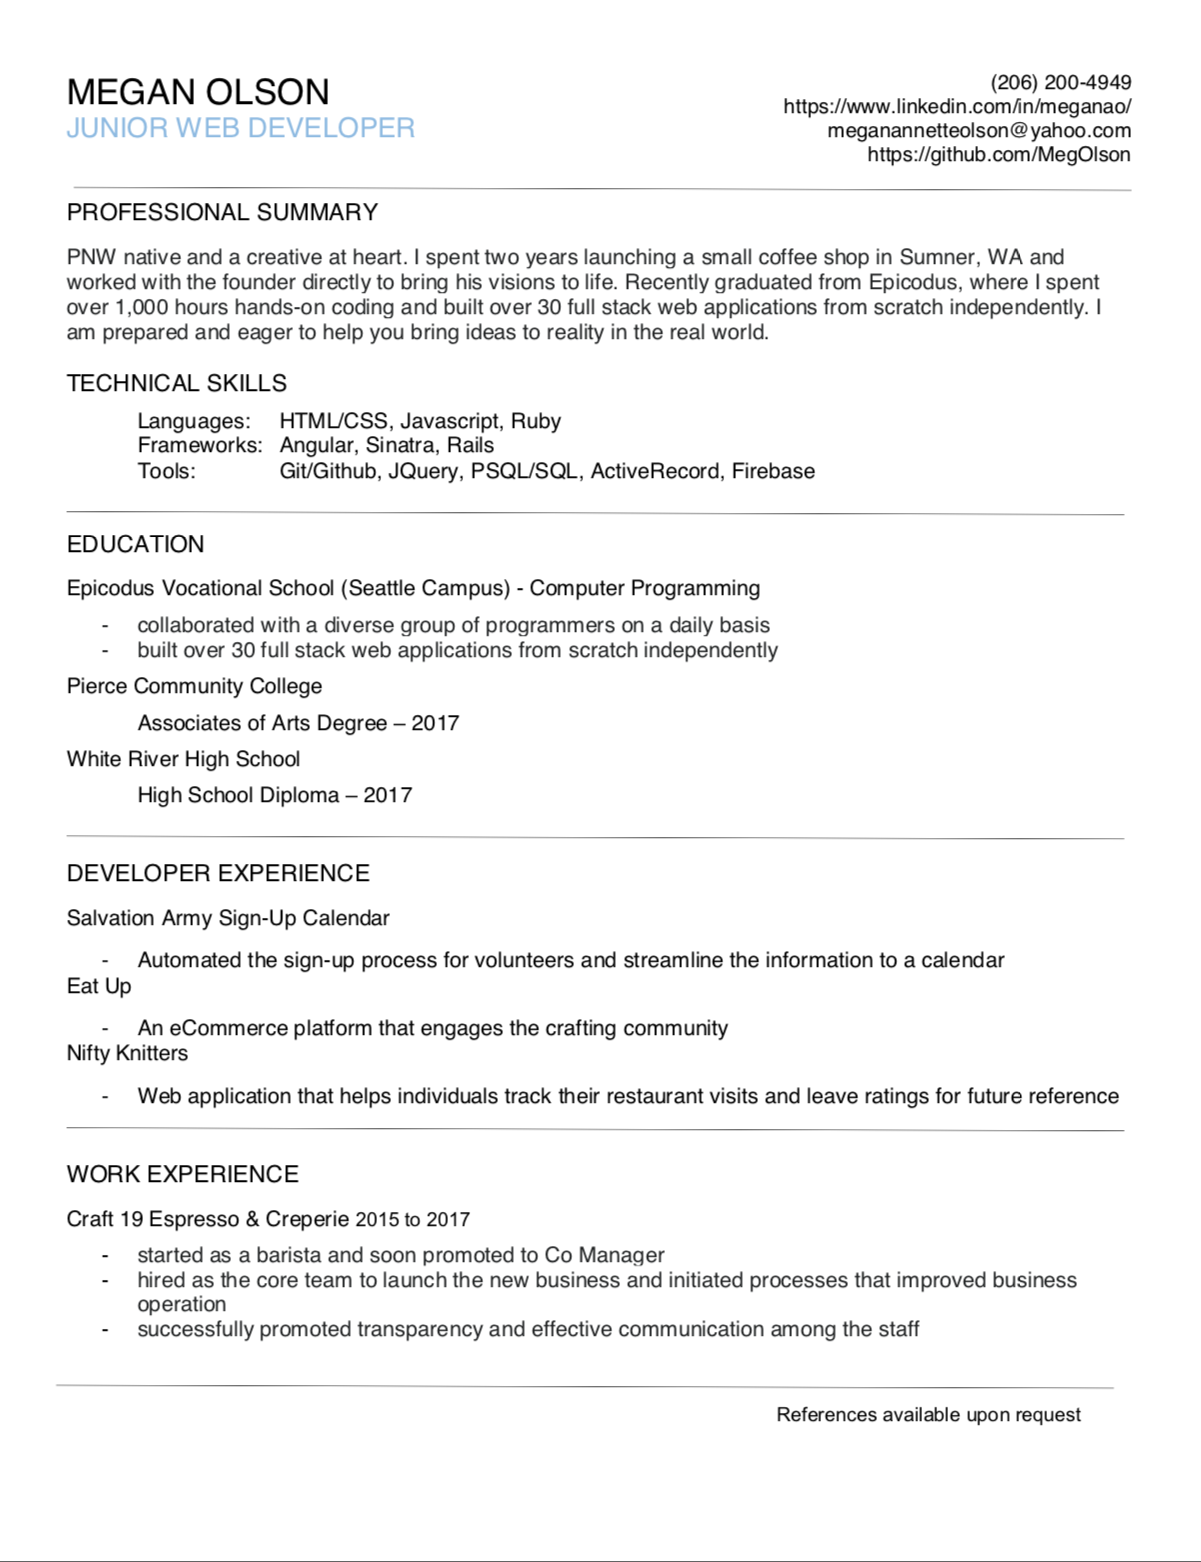 MEGAN OLSON
JUNIOR WEB DEVELOPER
(206) 200-4949
https://www.linkedin.com/in/meganao/
meganannetteolson@yahoo.com
https://github.com/MegOlson
PROFESSIONAL SUMMARY
PNW native and a creative at heart. I spent two years launching a small coffee shop in Sumner, WA and
worked with the founder directly to bring his visions to life. Recently graduated from Epicodus, where I spent
over 1,000 hours hands-on coding and built over 30 full stack web applications from scratch independently. I
am prepared and eager to help you bring ideas to reality in the real world.
TECHNICAL SKILLS
Languages: HTML/CSS, Javascript, Ruby
Frameworks: Angular, Sinatra, Rails
Tools: Git/Github, JQuery, PSQL/SQL, ActiveRecord, Firebase
EDUCATION
Epicodus Vocational School (Seattle Campus) - Computer Programming
- collaborated with a diverse group of programmers on a daily basis
- built over 30 full stack web applications from scratch independently
Pierce Community College
Associates of Arts Degree – 2017
White River High School
High School Diploma – 2017
DEVELOPER EXPERIENCE
Salvation Army Sign-Up Calendar
- Automated the sign-up process for volunteers and streamline the information to a calendar
Eat Up
- An eCommerce platform that engages the crafting community
Nifty Knitters
- Web application that helps individuals track their restaurant visits and leave ratings for future reference
WORK EXPERIENCE
Craft 19 Espresso & Creperie 2015 to 2017
- started as a barista and soon promoted to Co Manager
- hired as the core team to launch the new business and initiated processes that improved business
operation
- successfully promoted transparency and effective communication among the staff
References available upon request